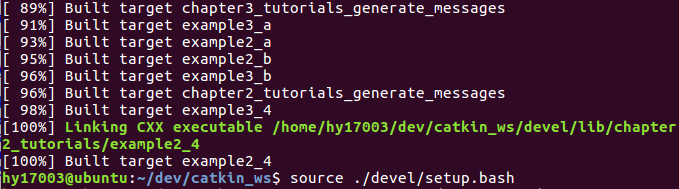 [ 89%] Built target chapter3_tutorials_generate_messages
[ 91%] Built target example3_a
[ 93%] Built target example2_a
[ 95%] Built target example2_b
[ 96%] Built target example3_b
[ 96%] Built target chapter2_tutorials_generate_messages
[ 98%] Built target example3_4
[100%] Linking CXX executable /home/hy17003/dev/catkin_ws/devel/lib/chapter
2_tutorials/example2_4
[100%] Built target example2_4
hy17003@ubuntu:~/dev/catkin_ws$ source ./devel/setup.bash